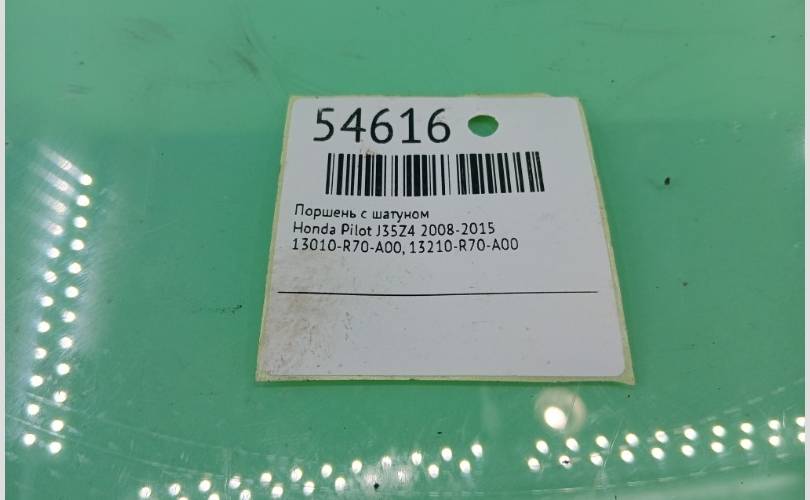 54616
Поршень с шатуном
Honda Pilot J35Z4 2008-2015
13010-R70-A00, 13210-R70-A00